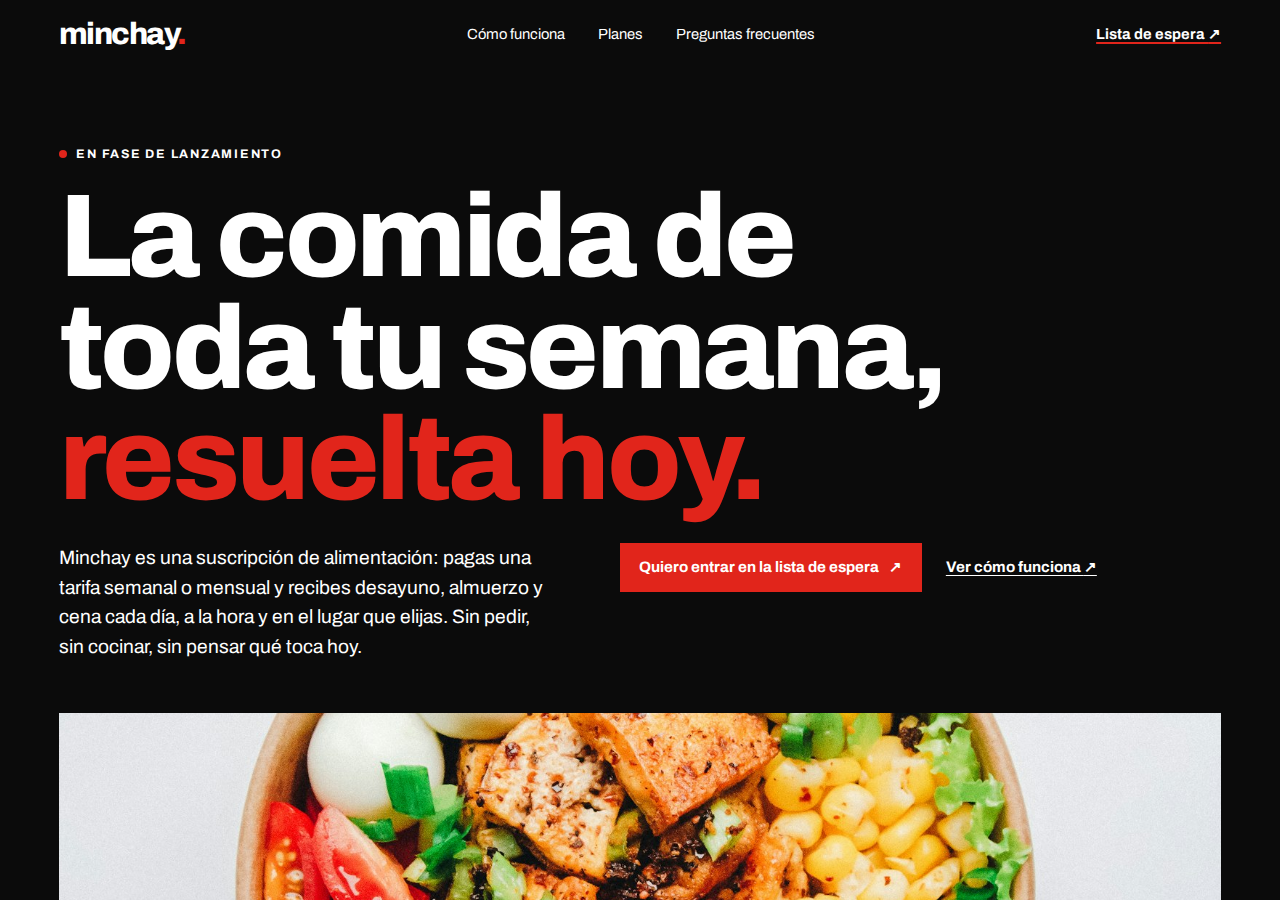 minchay.
Cómo funciona
Planes
Preguntas frecuentes
Lista de espera ↗
EN FASE DE LANZAMIENTO
La comida de
toda tu semana,
resuelta hoy.
Minchay es una suscripción de alimentación: pagas una
tarifa semanal o mensual y recibes desayuno, almuerzo y
cena cada día, a la hora y en el lugar que elijas. Sin pedir,
sin cocinar, sin pensar qué toca hoy.
Quiero entrar en la lista de espera ↗
Ver cómo funciona ↗